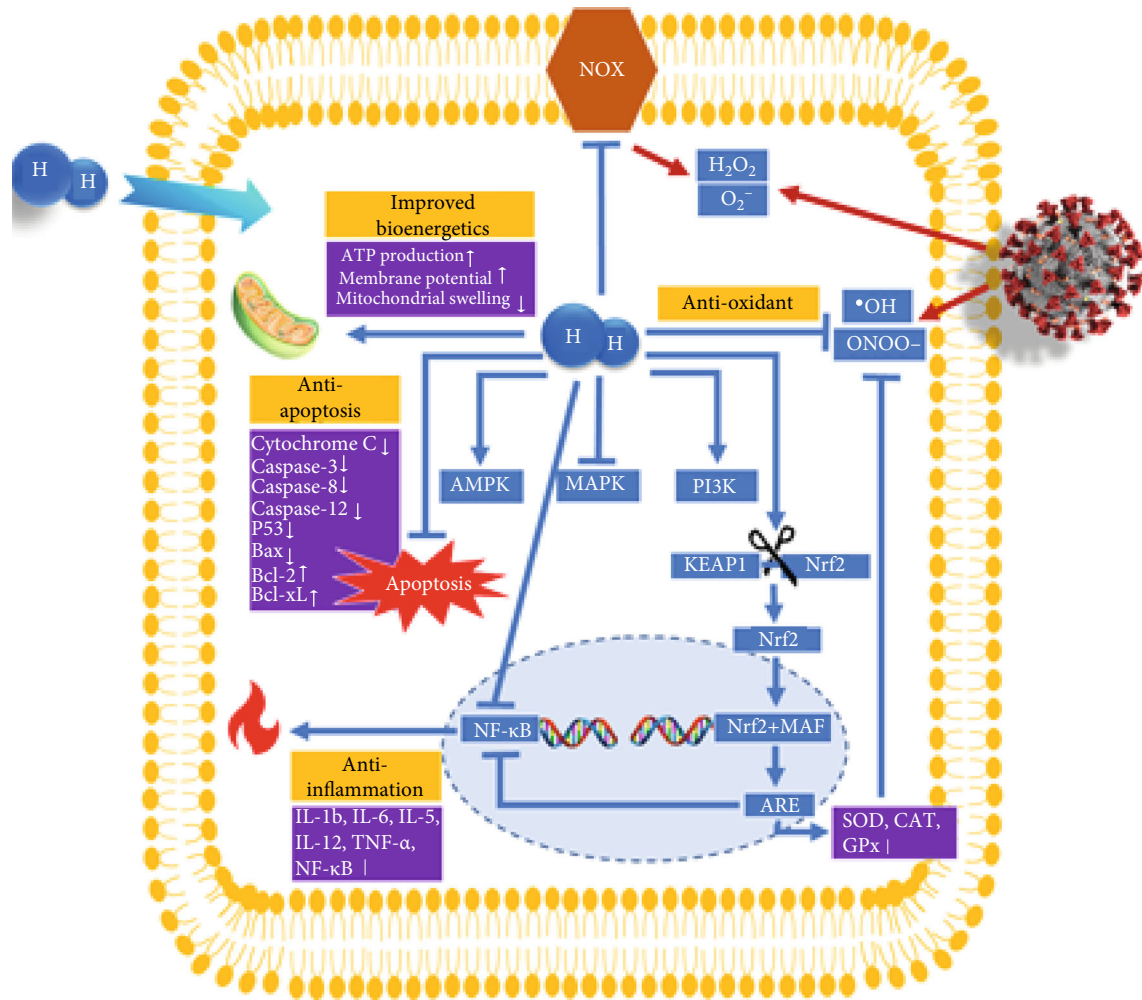 NOX
H
H
H₂O₂
O₂⁻
Improved
bioenergetics
ATP production↑
Membrane potential ↑
Mitochondrial swelling ↓
Anti-oxidant
•OH
ONOO–
H
H
Anti-
apoptosis
Cytochrome C ↓
Caspase-3↓
Caspase-8↓
Caspase-12 ↓
P53↓
Bax↓
Bcl-2↑
Bcl-xL↑
AMPK
MAPK
PI3K
Apoptosis
KEAP1
Nrf2
Nrf2
NF-κB
Nrf2+MAF
Anti-
inflammation
IL-1b, IL-6, IL-5,
IL-12, TNF-α,
NF-κB
ARE
SOD, CAT,
GPx